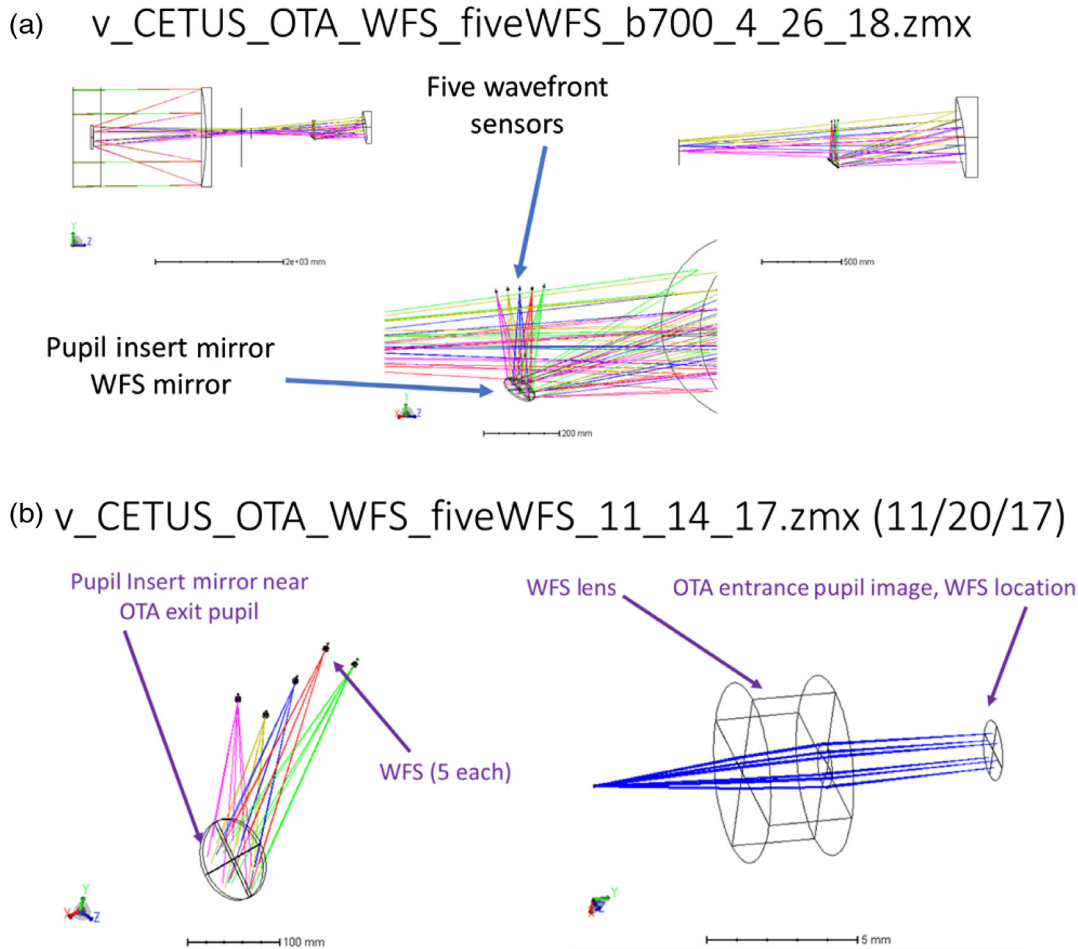 (a) v_CETUS_OTA_WFS_fiveWFS_b700_4_26_18.zmx
Five wavefront
sensors
Y
Z
2e+03 mm
500 mm
Pupil insert mirror
WFS mirror
Y
X
Z
200 mm
(b) v_CETUS_OTA_WFS_fiveWFS_11_14_17.zmx (11/20/17)
Pupil Insert mirror near
OTA exit pupil
WFS lens
OTA entrance pupil image, WFS location
WFS (5 each)
Y
X
Z
100 mm
Y
X
5 mm